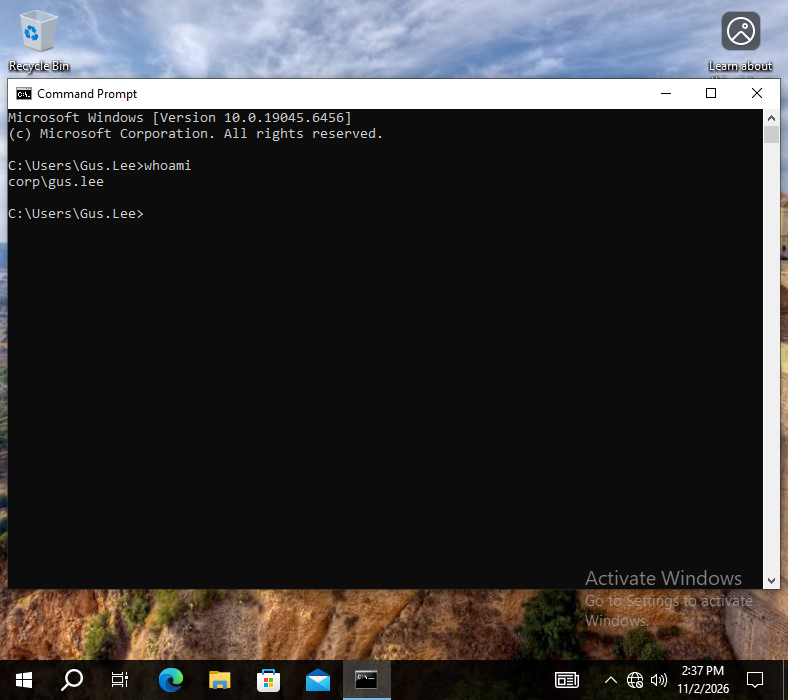 Recycle Bin
Learn about
Command Prompt
Microsoft Windows [Version 10.0.19045.6456]
(c) Microsoft Corporation. All rights reserved.
C:\Users\Gus.Lee>whoami
corp\gus.lee
C:\Users\Gus.Lee>
Activate Windows
Go to Settings to activate
Windows.
2:37 PM
11/2/2026